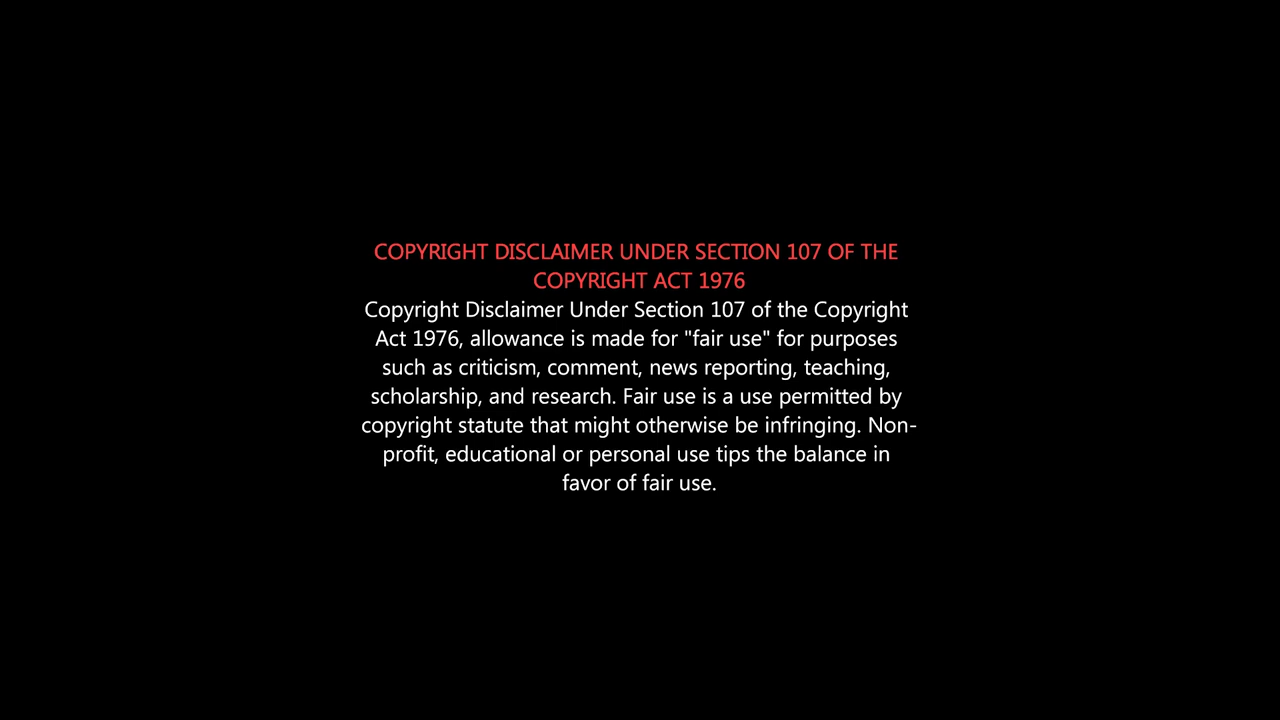 COPYRIGHT DISCLAIMER UNDER SECTION 107 OF THE
COPYRIGHT ACT 1976
Copyright Disclaimer Under Section 107 of the Copyright
Act 1976, allowance is made for "fair use" for purposes
such as criticism, comment, news reporting, teaching,
scholarship, and research. Fair use is a use permitted by
copyright statute that might otherwise be infringing. Non-
profit, educational or personal use tips the balance in
favor of fair use.